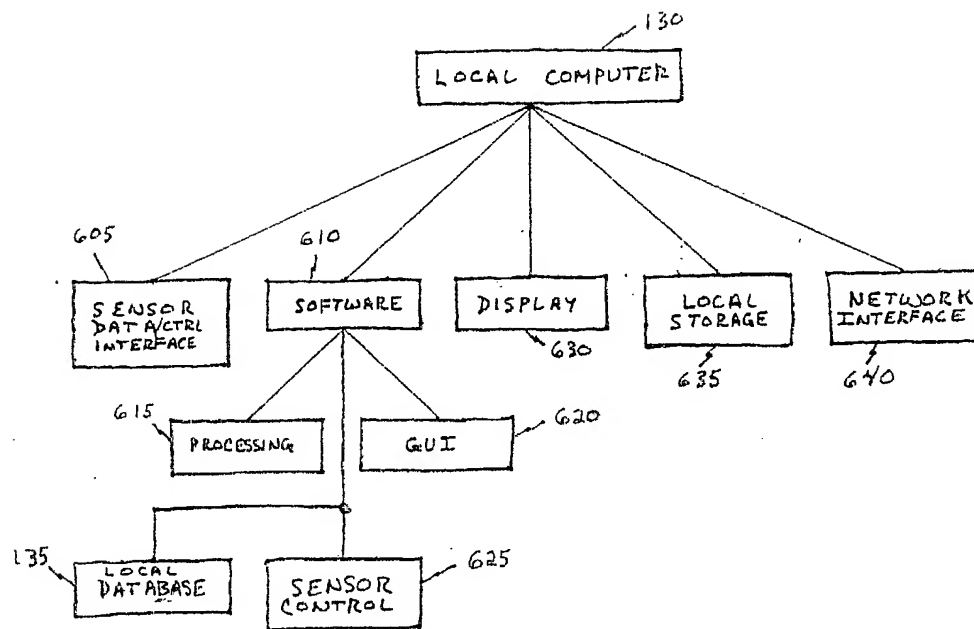 130
LOCAL COMPUTER
605
610
SENSOR
DATA/CTRL
INTERFACE
SOFTWARE
DISPLAY
630
LOCAL
STORAGE
635
NETWORK
INTERFACE
640
615
PROCESSING
GUI
620
135
LOCAL
DATABASE
SENSOR
CONTROL
625